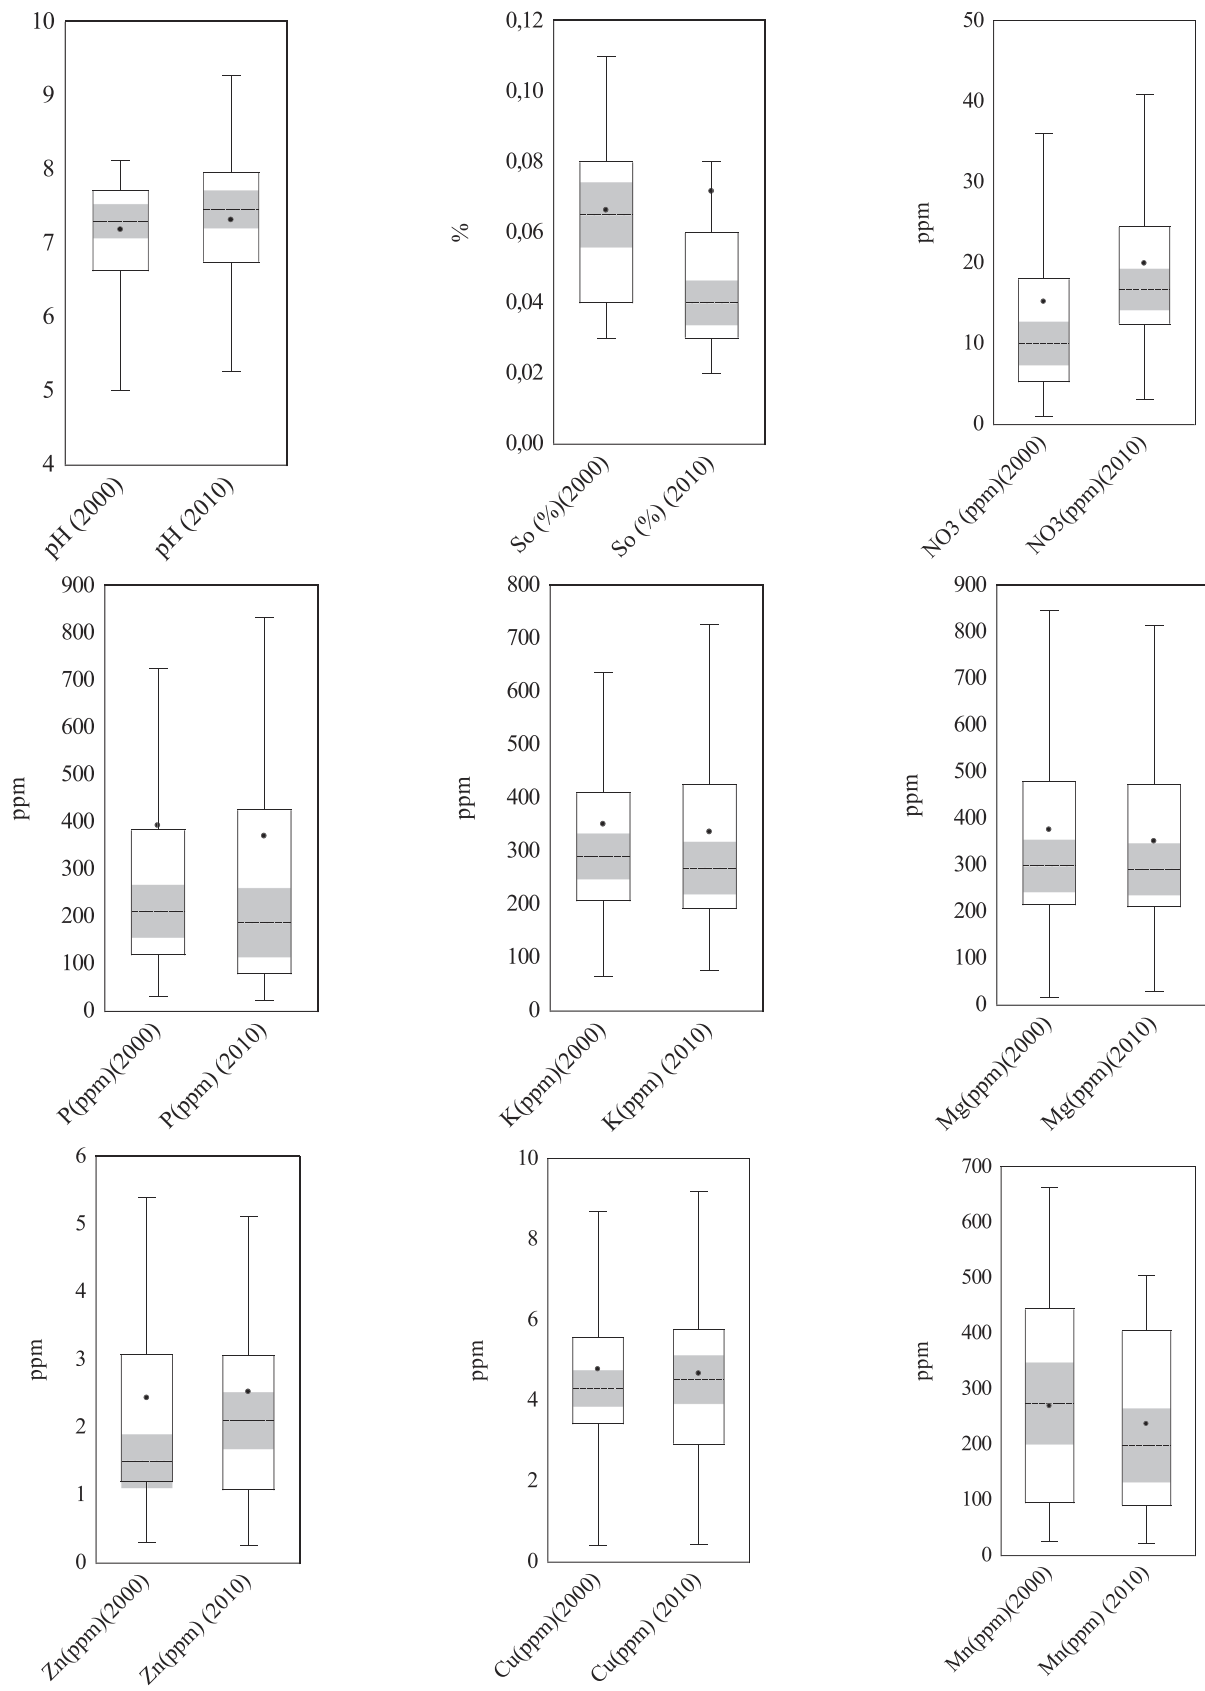 10
9
8
7
6
5
4
pH (2000)
pH (2010)
0,12
0,10
0,08
0,06
0,04
0,02
0,00
%
So (%)(2000)
So (%) (2010)
50
40
30
20
10
0
ppm
NO3 (ppm)(2000)
NO3(ppm)(2010)
900
800
700
600
500
400
300
200
100
0
ppm
P(ppm)(2000)
P(ppm) (2010)
800
700
600
500
400
300
200
100
0
ppm
K(ppm)(2000)
K(ppm) (2010)
900
800
700
600
500
400
300
200
100
0
ppm
Mg(ppm)(2000)
Mg(ppm)(2010)
6
5
4
3
2
1
0
ppm
Zn(ppm)(2000)
Zn(ppm) (2010)
10
8
6
4
2
0
ppm
Cu(ppm)(2000)
Cu(ppm) (2010)
700
600
500
400
300
200
100
0
ppm
Mn(ppm)(2000)
Mn(ppm) (2010)